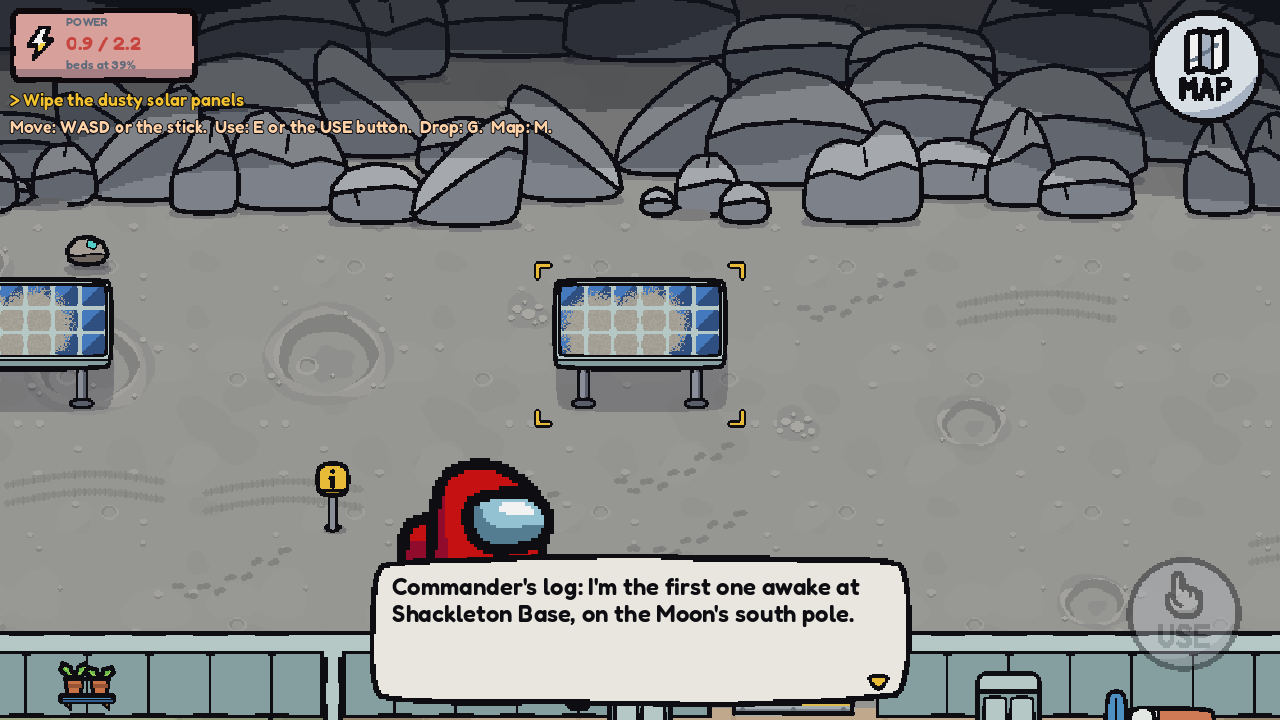 POWER
0.9 / 2.2
beds at 39%
> Wipe the dusty solar panels
Move: WASD or the stick. Use: E or the USE button. Drop: G. Map: M.
MAP
i
Commander's log: I'm the first one awake at
Shackleton Base, on the Moon's south pole.
USE